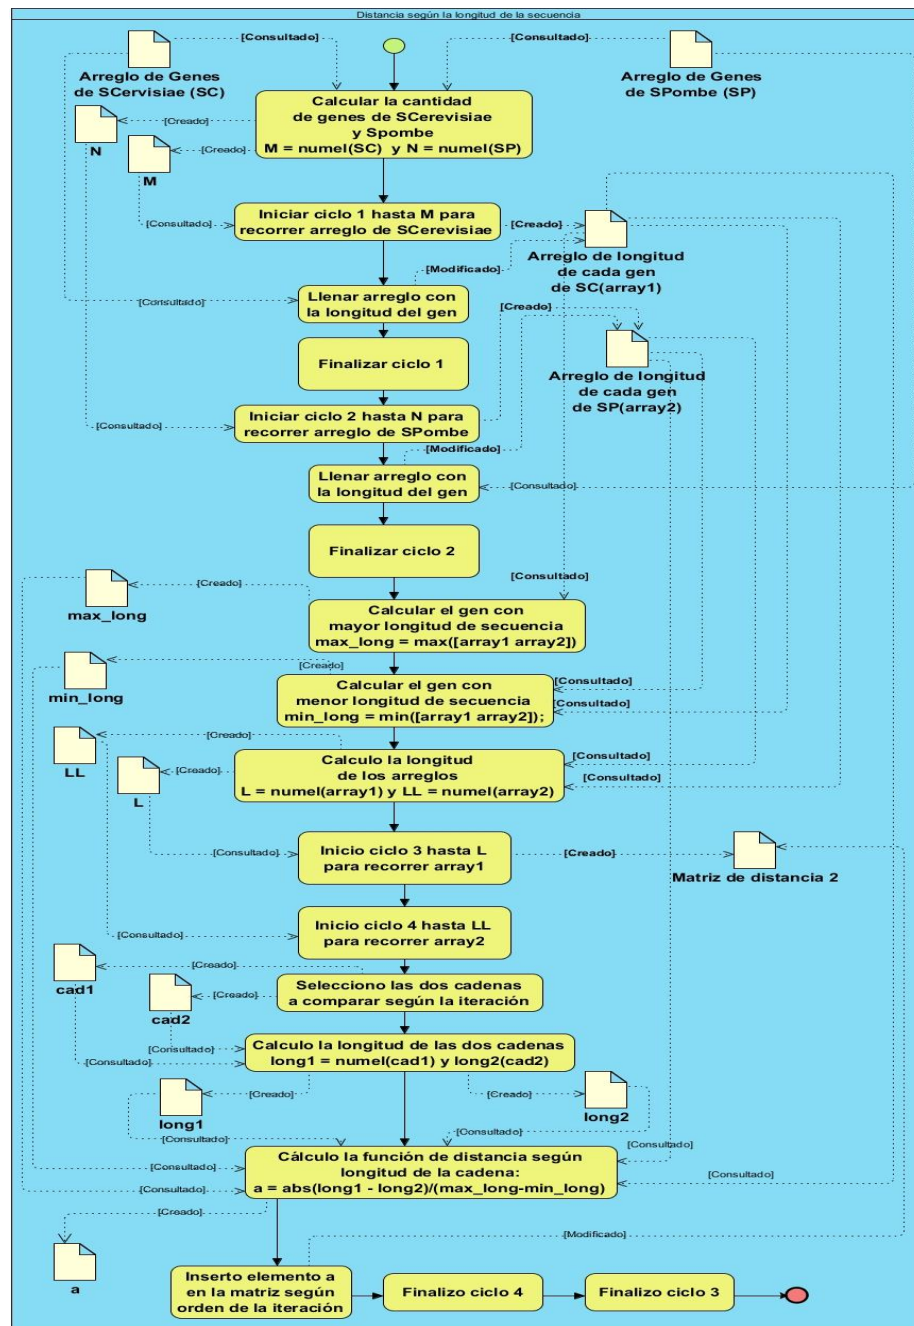 Distancia según la longitud de la secuencia
[Consultado]
[Consultado]
Arreglo de Genes
de SCervisiae (SC)
Arreglo de Genes
de SPombe (SP)
Calcular la cantidad
de genes de SCerevisiae
y Spombe
M = numel(SC) y N = numel(SP)
[Creado]
N
[Creado]
M
Iniciar ciclo 1 hasta M para
recorrer arreglo de SCerevisiae
[Consultado]
[Creado]
Arreglo de longitud
de cada gen
de SC(array1)
[Modificado]
Llenar arreglo con
la longitud del gen
[Consultado]
[Creado]
Finalizar ciclo 1
Arreglo de longitud
de cada gen
de SP(array2)
Iniciar ciclo 2 hasta N para
recorrer arreglo de SPombe
[Consultado]
[Modificado]
Llenar arreglo con
la longitud del gen
[Consultado]
Finalizar ciclo 2
[Consultado]
[Creado]
max_long
Calcular el gen con
mayor longitud de secuencia
max_long = max([array1 array2])
[Creado]
min_long
Calcular el gen con
menor longitud de secuencia
min_long = min([array1 array2]);
[Consultado]
[Consultado]
[Creado]
LL
[Creado]
L
Calculo la longitud
de los arreglos
L = numel(array1) y LL = numel(array2)
[Consultado]
[Consultado]
Inicio ciclo 3 hasta L
para recorrer array1
[Consultado]
[Creado]
Matriz de distancia 2
Inicio ciclo 4 hasta LL
para recorrer array2
[Consultado]
[Creado]
cad1
[Creado]
cad2
Selecciono las dos cadenas
a comparar según la iteración
Calculo la longitud de las dos cadenas
long1 = numel(cad1) y long2(cad2)
[Consultado]
[Consultado]
[Creado]
long1
[Creado]
long2
[Consultado]
[Consultado]
[Consultado]
Cálculo la función de distancia según
longitud de la cadena:
a = abs(long1 - long2)/(max_long-min_long)
[Consultado]
[Consultado]
[Consultado]
[Creado]
a
[Modificado]
Inserto elemento a
en la matriz según
orden de la iteración
Finalizo ciclo 4
Finalizo ciclo 3